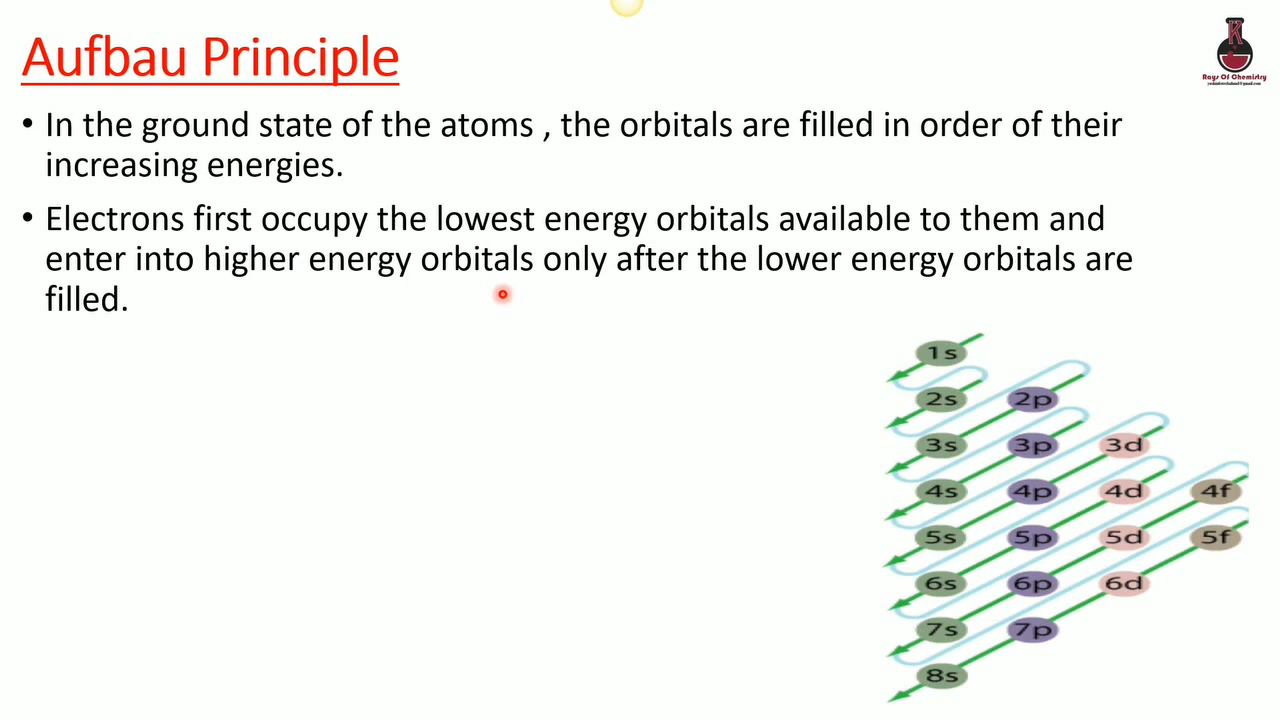 Aufbau Principle
K
Rays Of Chemistry
• In the ground state of the atoms , the orbitals are filled in order of their
increasing energies.
• Electrons first occupy the lowest energy orbitals available to them and
enter into higher energy orbitals only after the lower energy orbitals are
filled.
1s
2s 2p
3s 3p 3d
4s 4p 4d 4f
5s 5p 5d 5f
6s 6p 6d
7s 7p
8s